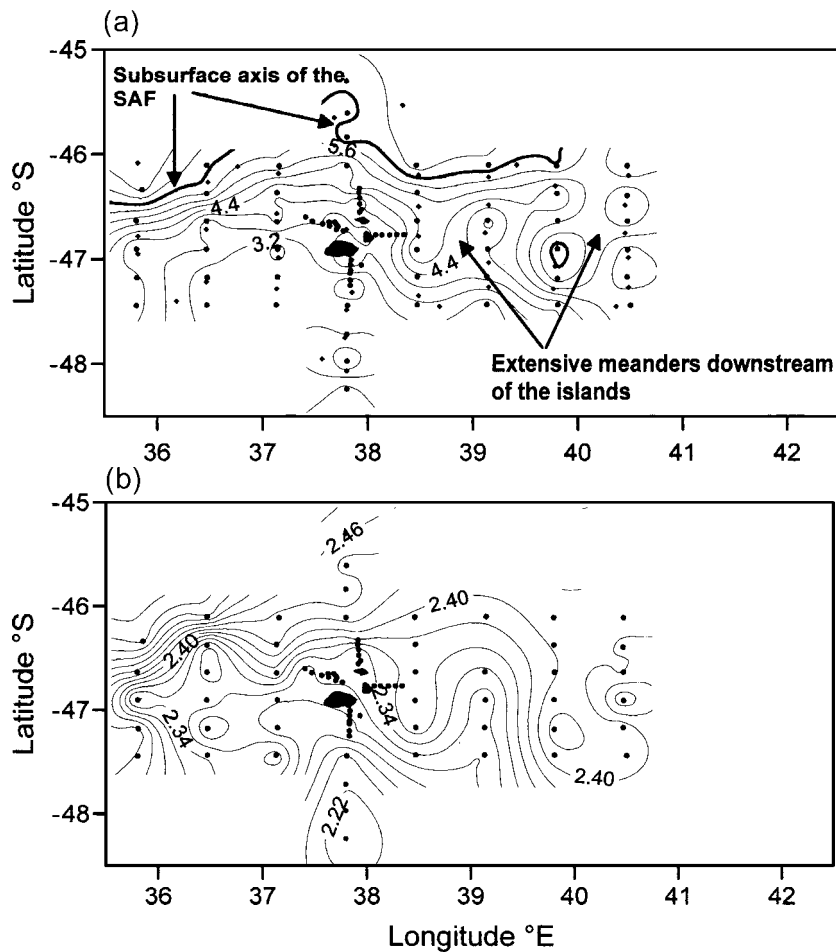 (a)
-45
-46
-47
-48
Latitude °S
Subsurface axis of the
SAF
5.6
4.4
3.2
4.4
Extensive meanders downstream
of the islands
36 37 38 39 40 41 42
(b)
-45
-46
-47
-48
Latitude °S
2.46
2.40
2.40
2.34
2.34
2.40
2.22
36 37 38 39 40 41 42
Longitude °E